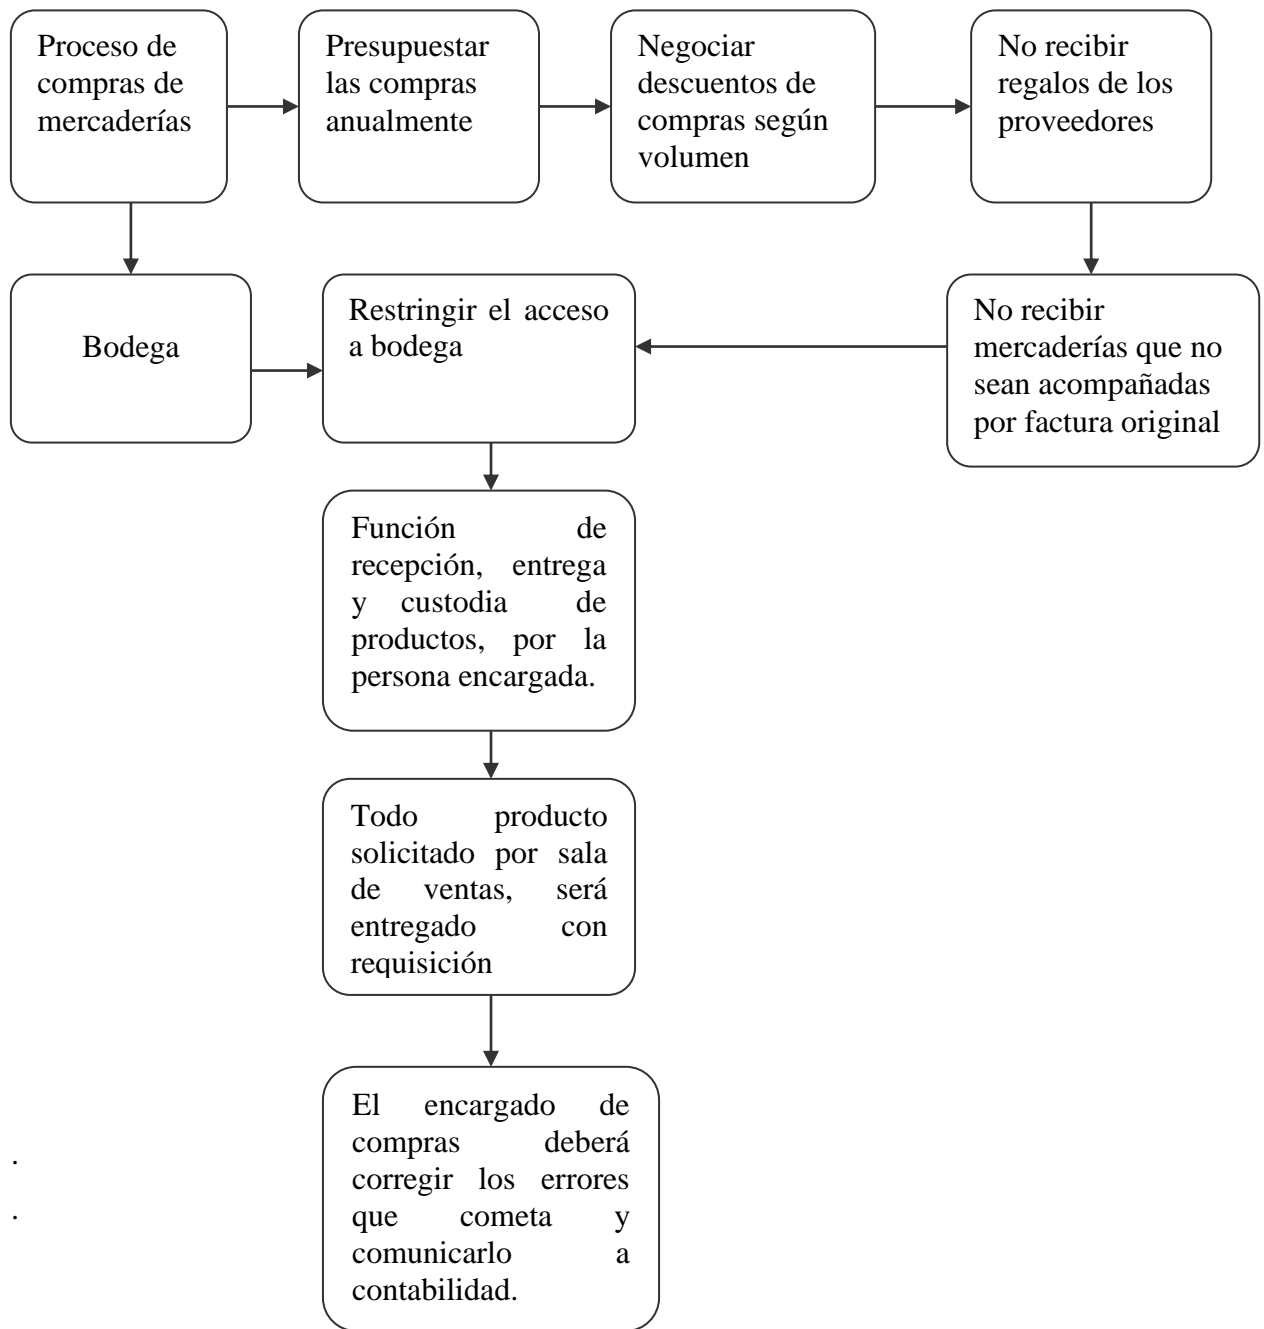 Proceso de
compras de
mercaderías
Presupuestar
las compras
anualmente
Negociar
descuentos de
compras según
volumen
No recibir
regalos de los
proveedores
Bodega
Restringir el acceso
a bodega
No recibir
mercaderías que no
sean acompañadas
por factura original
Función de
recepción, entrega
y custodia de
productos, por la
persona encargada.
Todo producto
solicitado por sala
de ventas, será
entregado con
requisición
El encargado de
compras deberá
corregir los errores
que cometa y
comunicarlo a
contabilidad.
.
.